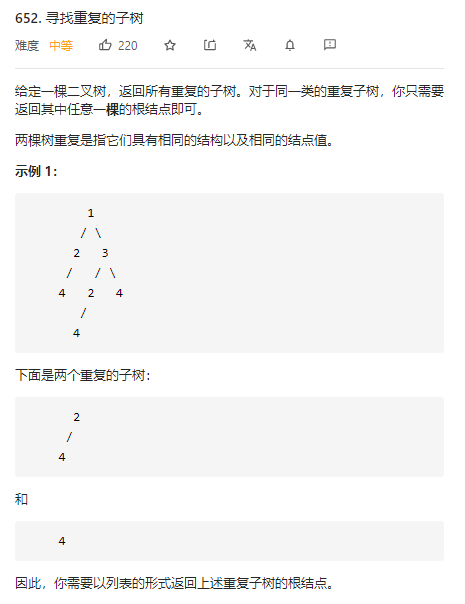 652. 寻找重复的子树
难度 中等 220
给定一棵二叉树，返回所有重复的子树。对于同一类的重复子树，你只需要
返回其中任意一棵的根结点即可。
两棵树重复是指它们具有相同的结构以及相同的结点值。
示例 1：
1
/ \
2 3
/ / \
4 2 4
/
4
下面是两个重复的子树：
2
/
4
和
4
因此，你需要以列表的形式返回上述重复子树的根结点。